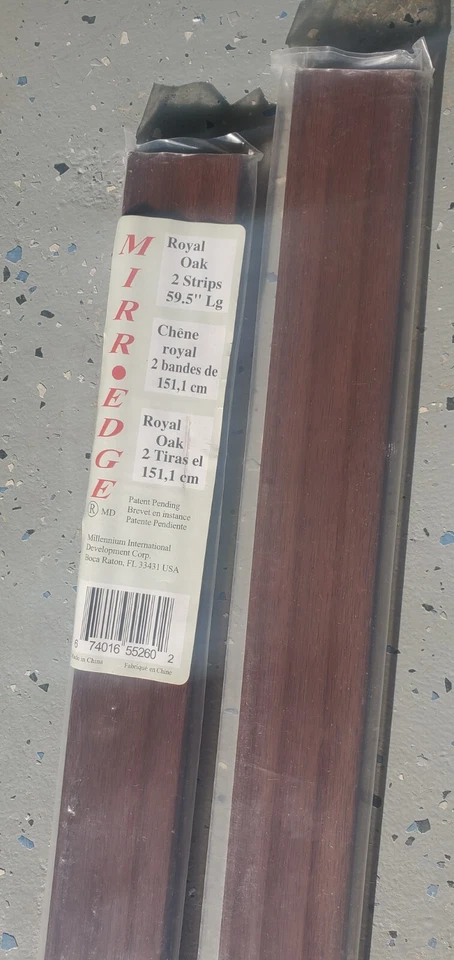 MIRR•EDGE
® MD
Royal
Oak
2 Strips
59.5" Lg
Chêne
royal
2 bandes de
151,1 cm
Royal
Oak
2 Tiras el
151,1 cm
Patent Pending
Brevet en instance
Patente Pendiente
Millennium International
Development Corp.
Boca Raton, FL 33431 USA
6 74016 55260 2
Made in China
Fabriqué en Chine